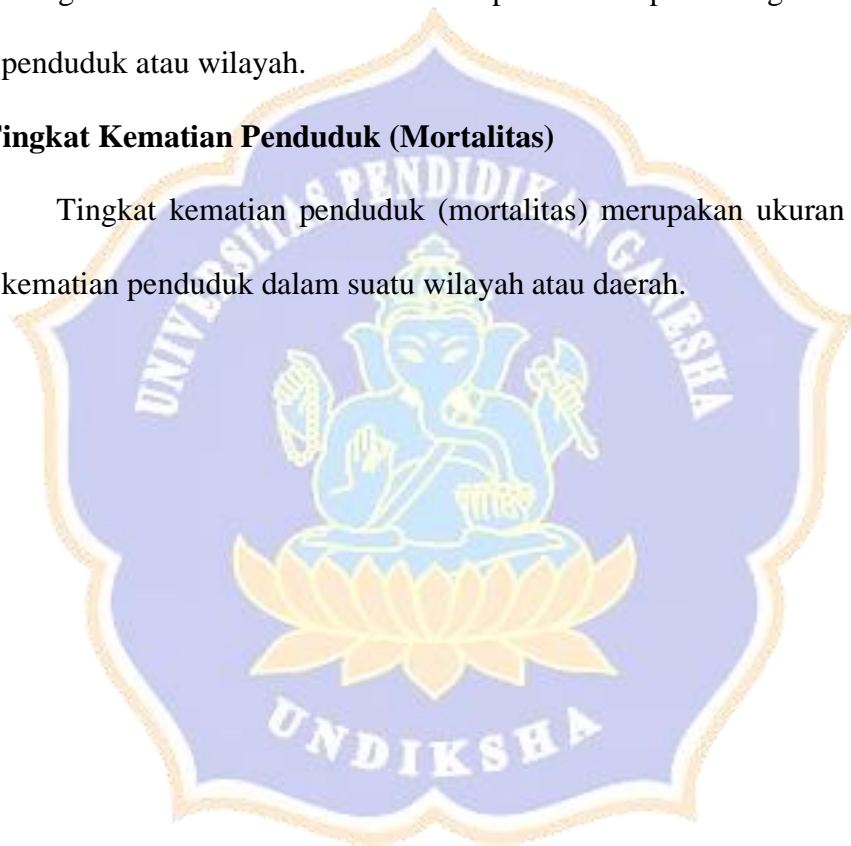 penduduk atau wilayah.
Tingkat Kematian Penduduk (Mortalitas)
Tingkat kematian penduduk (mortalitas) merupakan ukuran
kematian penduduk dalam suatu wilayah atau daerah.
UNIVERSITAS PENDIDIKAN GANESHA
UNDIKSHA